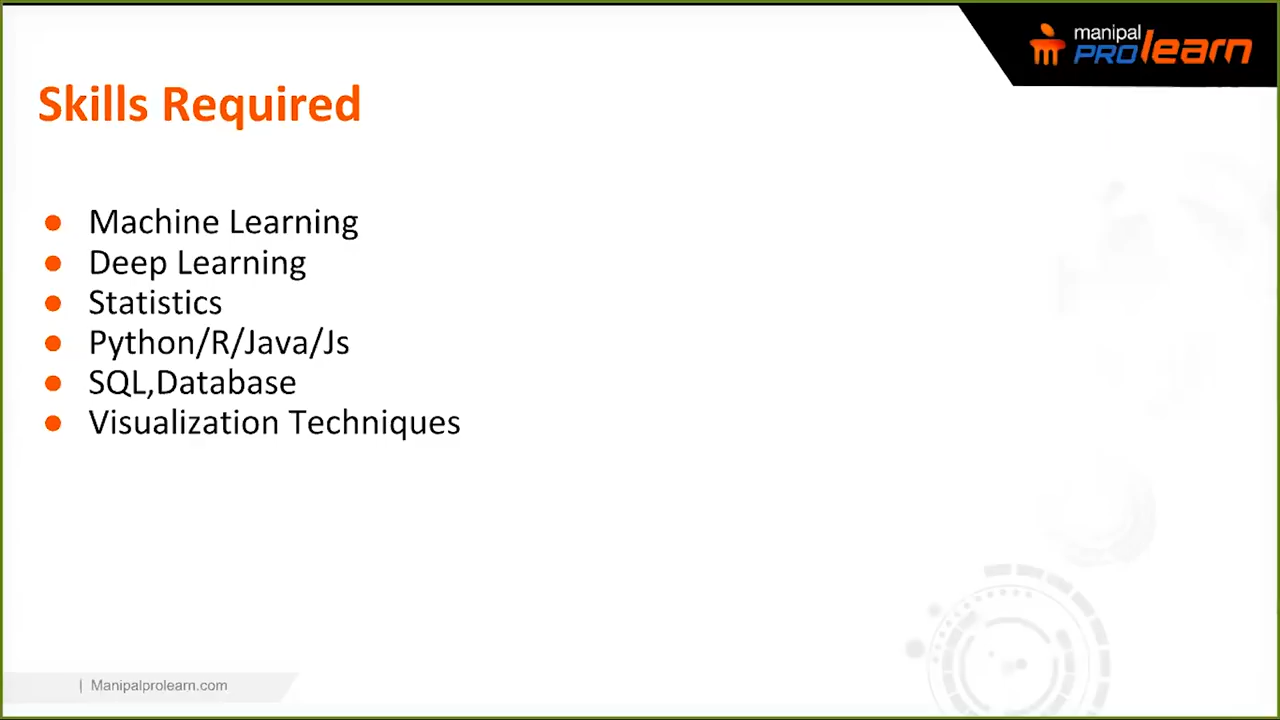 manipal
PROlearn
Skills Required
● Machine Learning
● Deep Learning
● Statistics
● Python/R/Java/Js
● SQL,Database
● Visualization Techniques
| Manipalprolearn.com